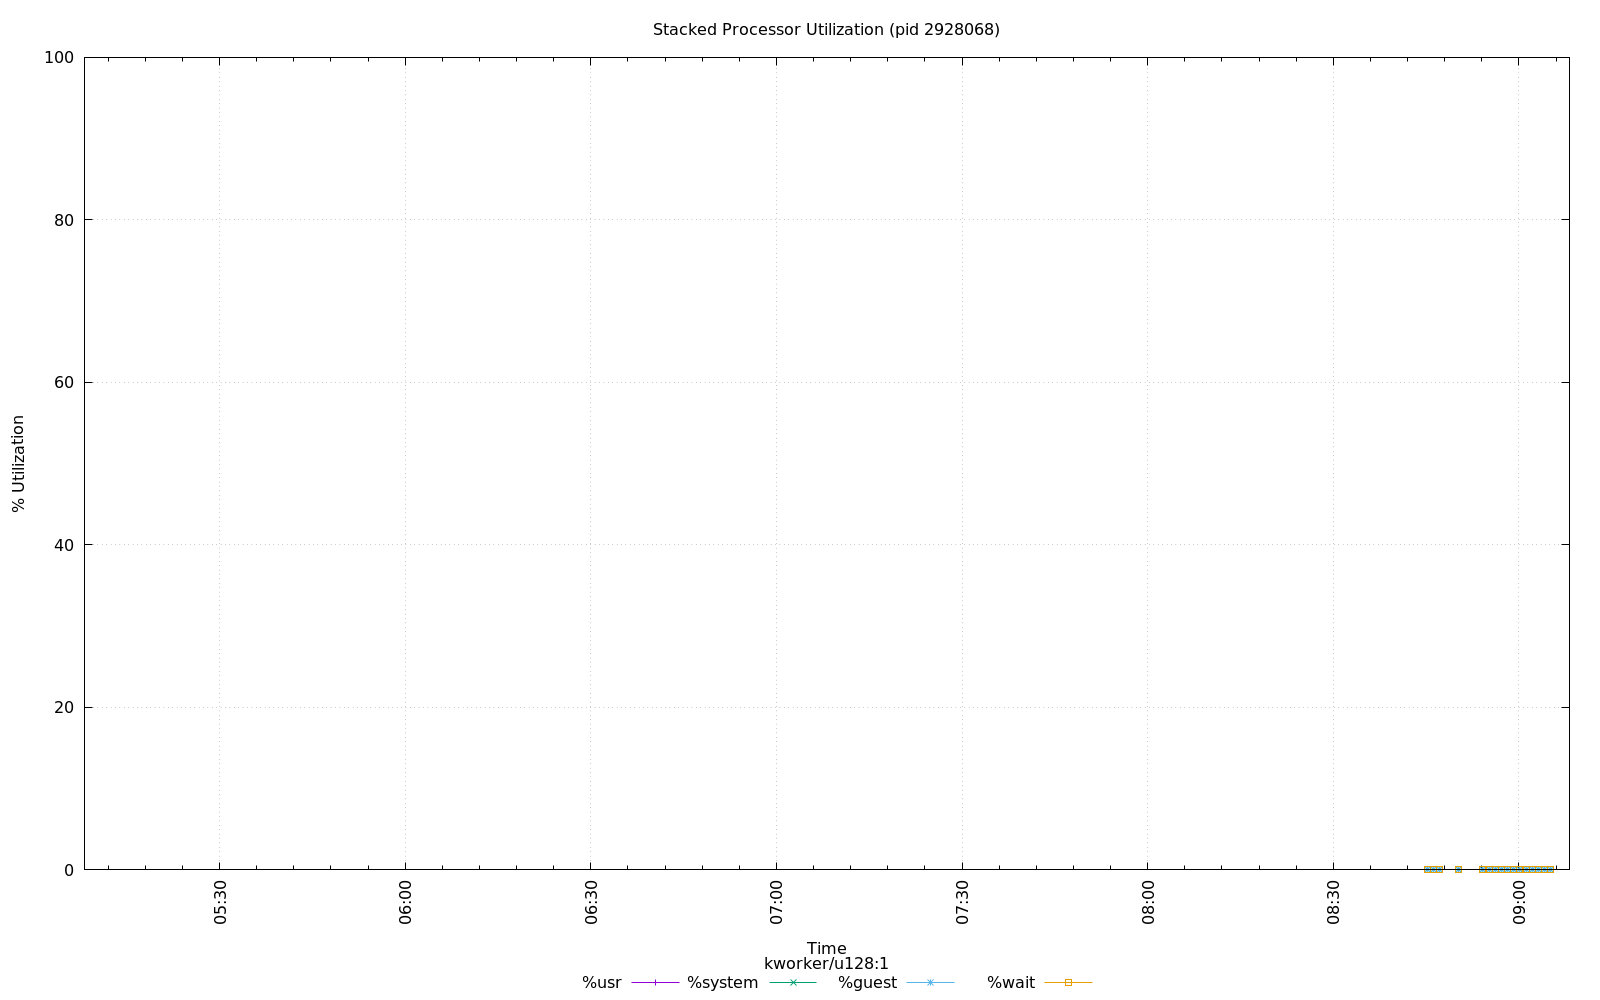 Stacked Processor Utilization (pid 2928068)
100
80
60
40
20
0
% Utilization
05:30
06:00
06:30
07:00
07:30
08:00
08:30
09:00
Time
kworker/u128:1
%usr %system %guest %wait